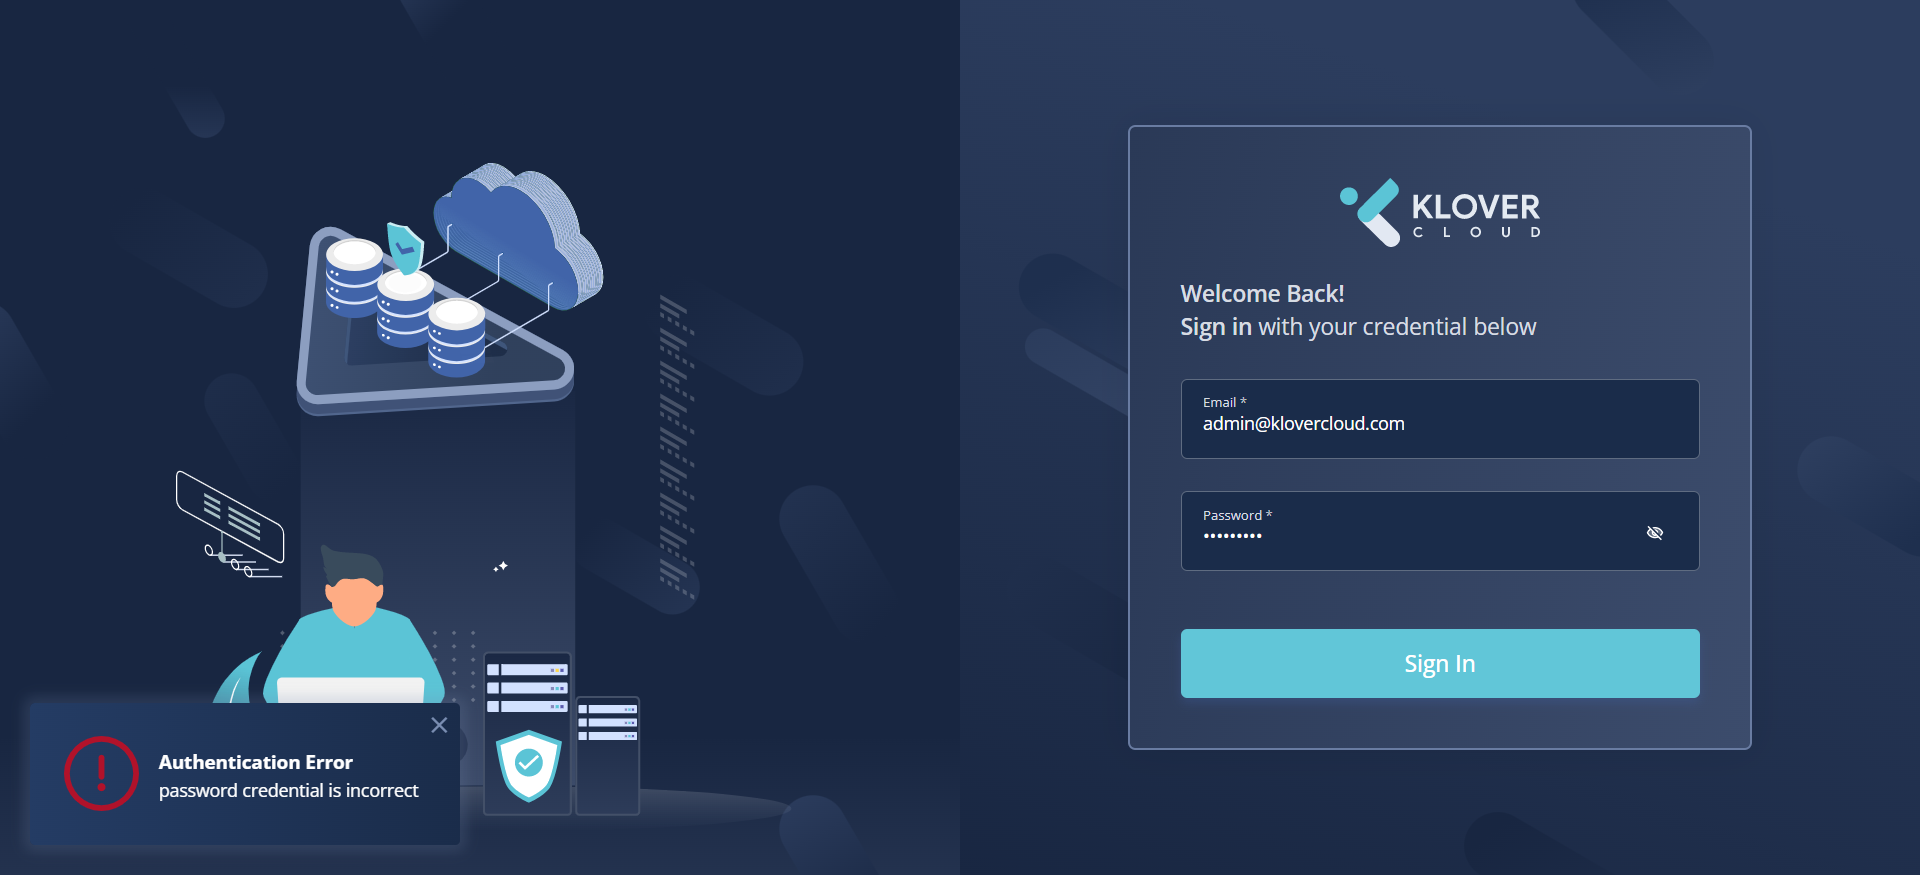 KLOVER
CLOUD
Welcome Back!
Sign in with your credential below
Email *
admin@klovercloud.com
Password *
•••••••••
Sign In
Authentication Error
password credential is incorrect